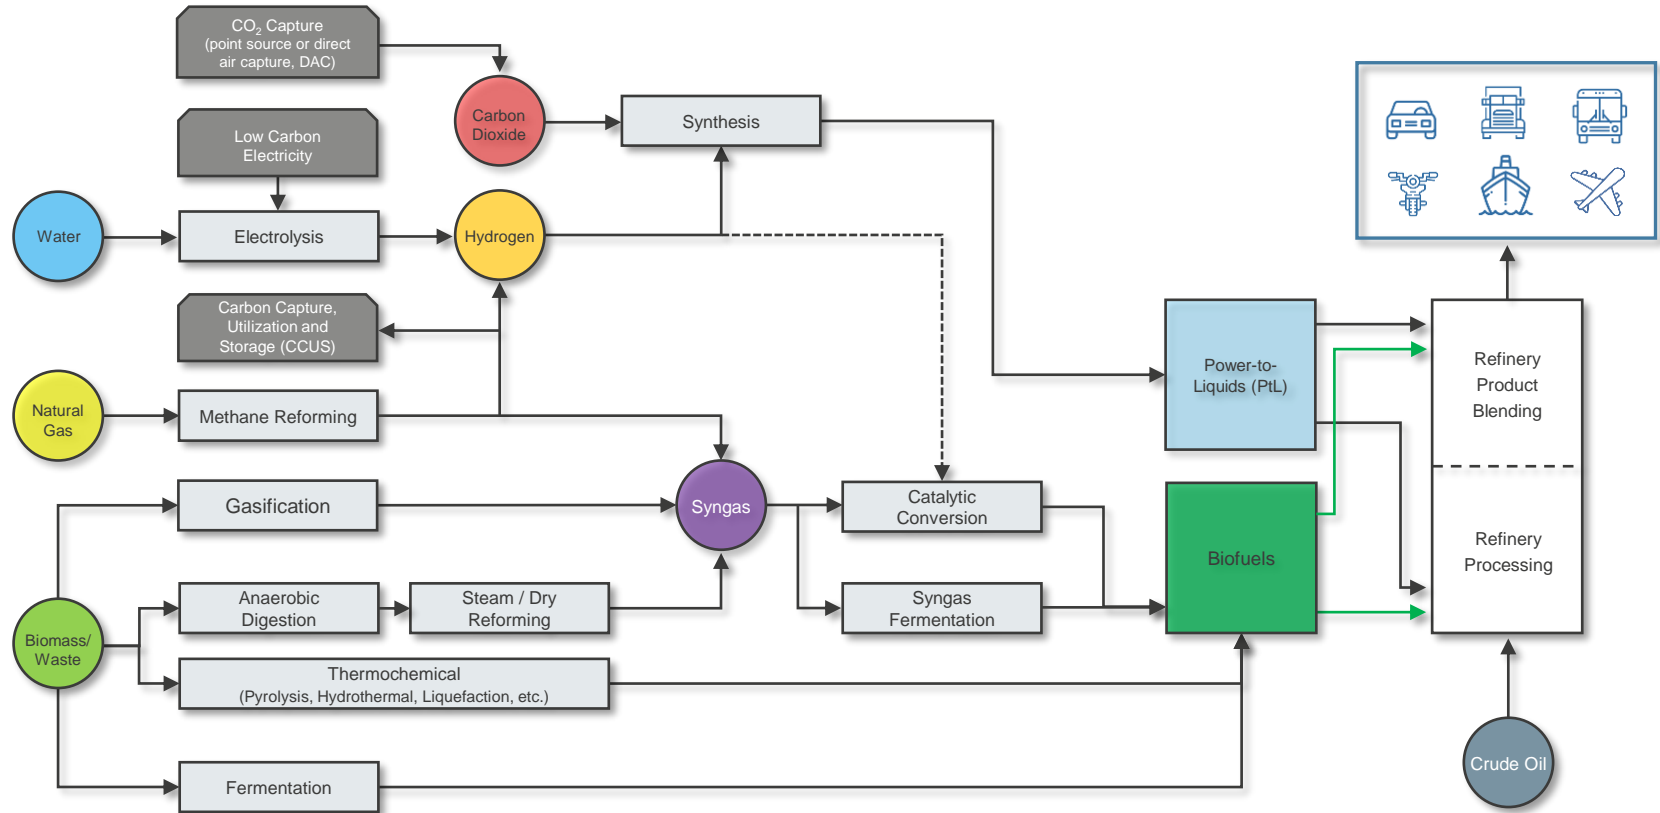 CO₂ Capture
(point source or direct
air capture, DAC)
Carbon
Dioxide
Synthesis
Low Carbon
Electricity
Water
Electrolysis
Hydrogen
Carbon Capture,
Utilization and
Storage (CCUS)
Natural
Gas
Methane Reforming
Power-to-
Liquids (PtL)
Refinery
Product
Blending
Gasification
Syngas
Catalytic
Conversion
Biofuels
Refinery
Processing
Anaerobic
Digestion
Steam / Dry
Reforming
Syngas
Fermentation
Biomass/
Waste
Thermochemical
(Pyrolysis, Hydrothermal, Liquefaction, etc.)
Fermentation
Crude Oil